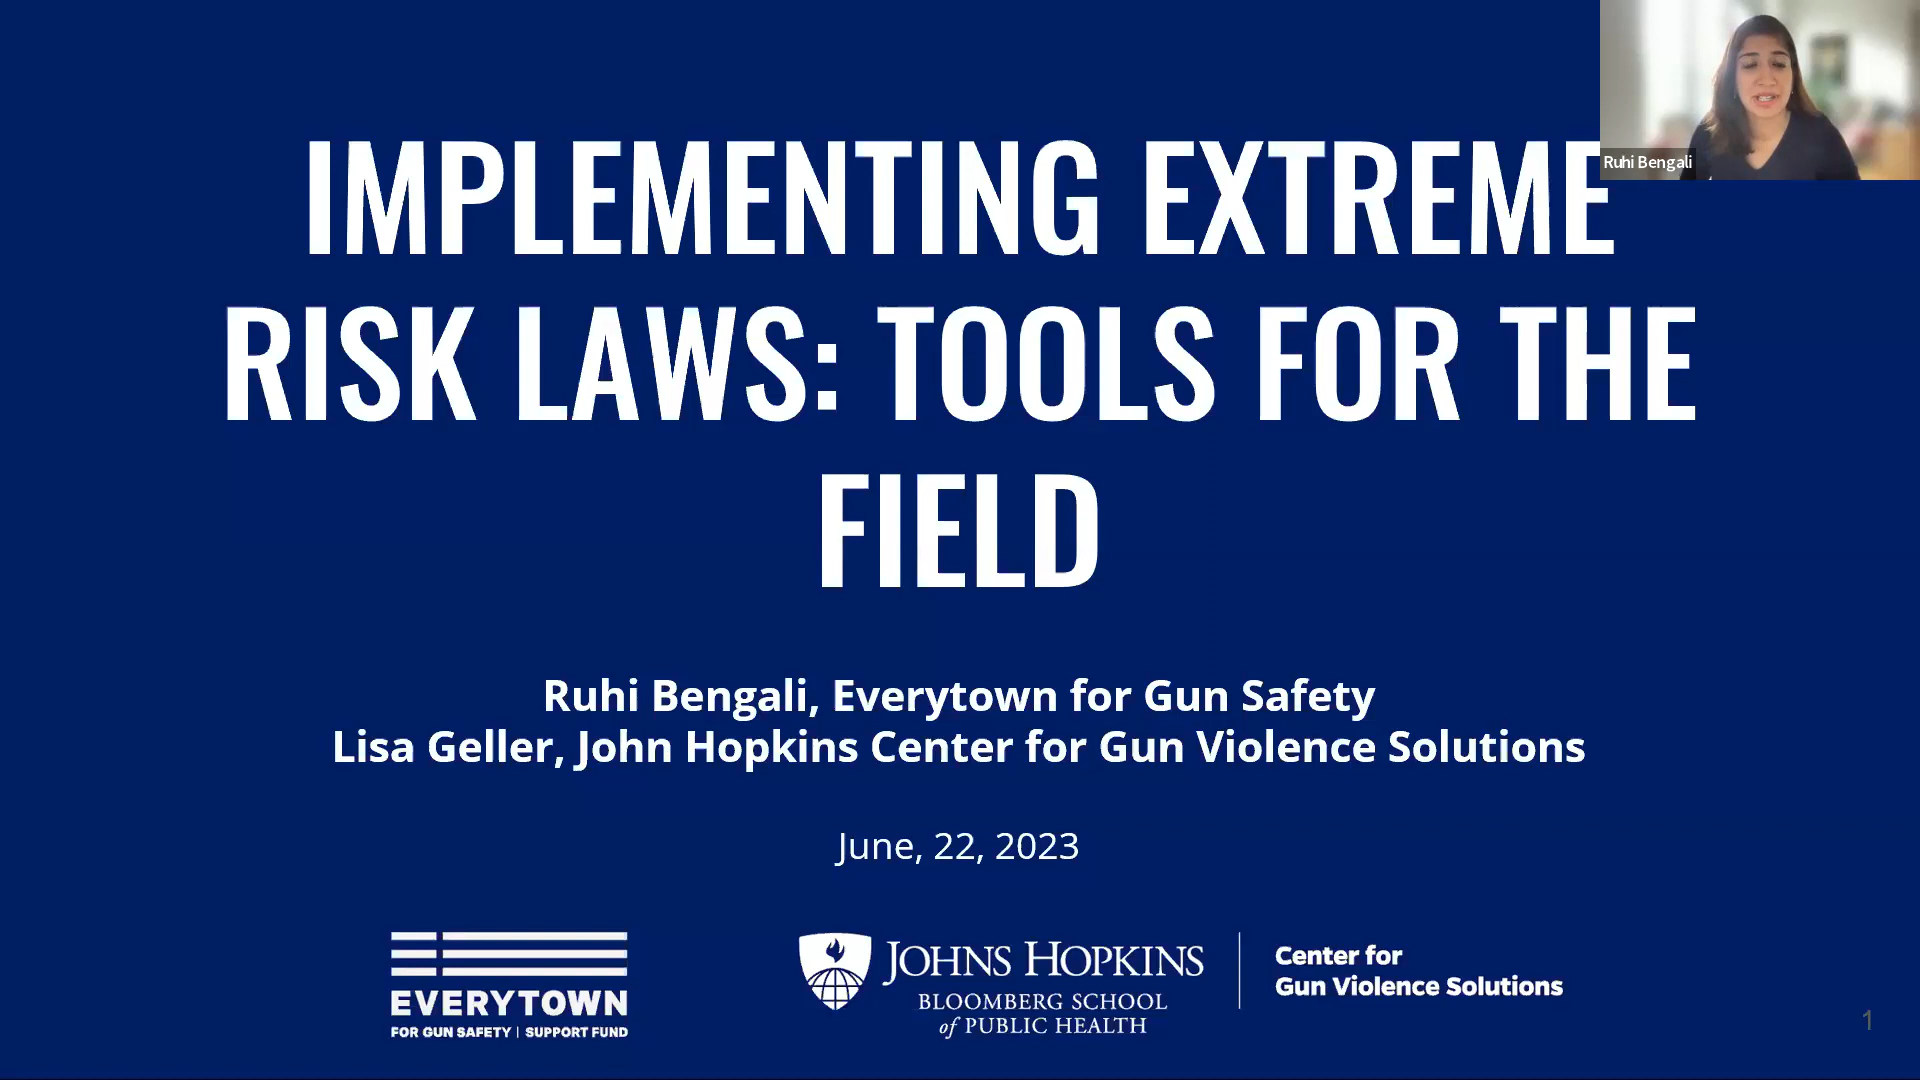 Ruhi Bengali
IMPLEMENTING EXTREME
RISK LAWS: TOOLS FOR THE
FIELD
Ruhi Bengali, Everytown for Gun Safety
Lisa Geller, John Hopkins Center for Gun Violence Solutions
June, 22, 2023
EVERYTOWN
FOR GUN SAFETY | SUPPORT FUND
JOHNS HOPKINS
BLOOMBERG SCHOOL
of PUBLIC HEALTH
Center for
Gun Violence Solutions
1